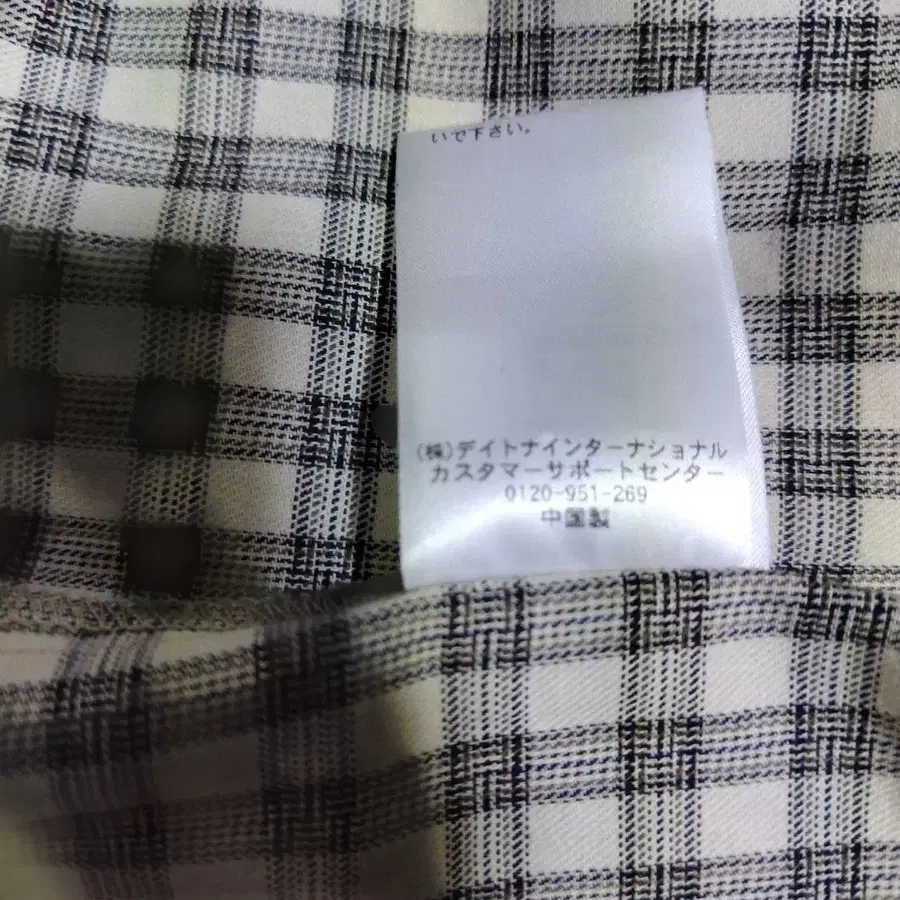 いで下さい。
(株)デイトナインターナショナル
カスタマーサポートセンター
0120-951-269
中国製